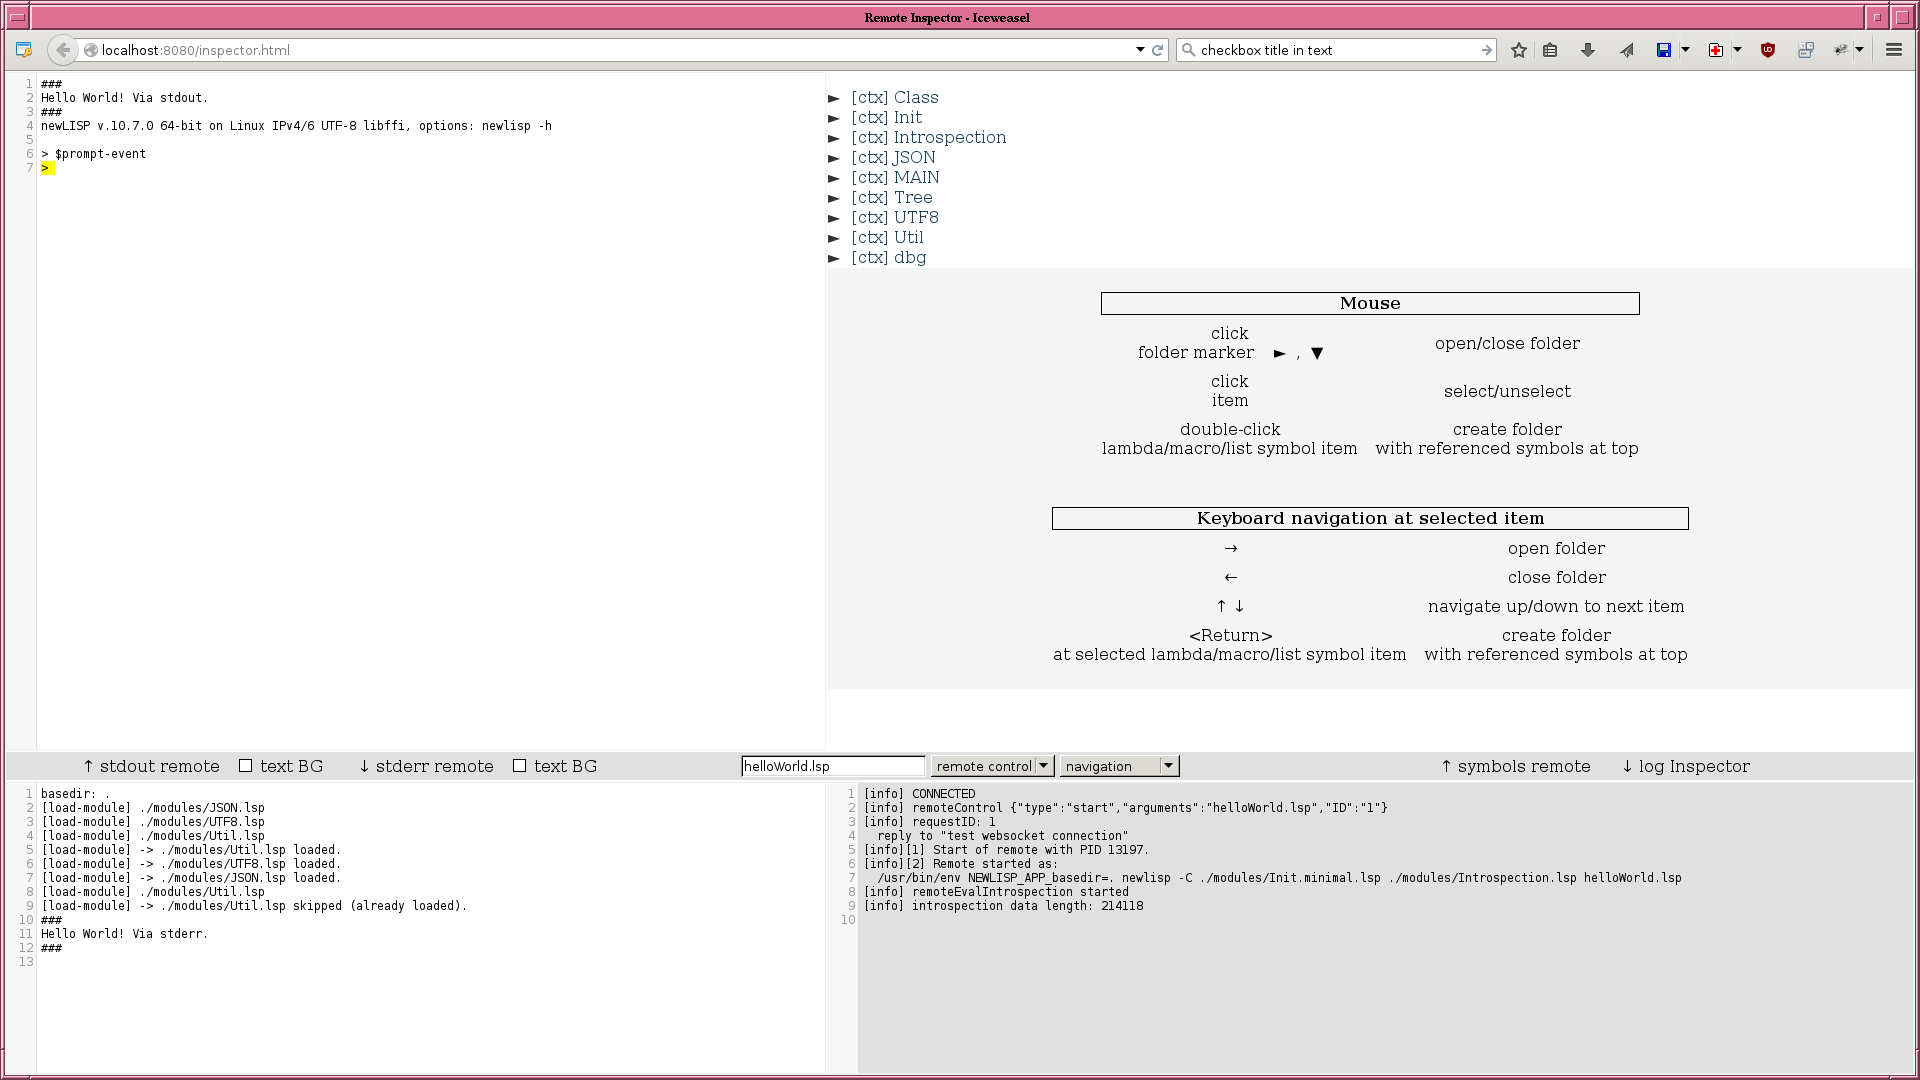 Remote Inspector - Iceweasel
localhost:8080/inspector.html
checkbox title in text
1 ###
2 Hello World! Via stdout.
3 ###
4 newLISP v.10.7.0 64-bit on Linux IPv4/6 UTF-8 libffi, options: newlisp -h
5
6 > $prompt-event
7 >
► [ctx] Class
► [ctx] Init
► [ctx] Introspection
► [ctx] JSON
► [ctx] MAIN
► [ctx] Tree
► [ctx] UTF8
► [ctx] Util
► [ctx] dbg
Mouse
click
folder marker ► , ▼
open/close folder
click
item
select/unselect
double-click
lambda/macro/list symbol item
create folder
with referenced symbols at top
Keyboard navigation at selected item
→ open folder
← close folder
↑ ↓ navigate up/down to next item
<Return>
at selected lambda/macro/list symbol item
create folder
with referenced symbols at top
↑ stdout remote text BG ↓ stderr remote text BG helloWorld.lsp remote control navigation ↑ symbols remote ↓ log Inspector
1 basedir: .
2 [load-module] ./modules/JSON.lsp
3 [load-module] ./modules/UTF8.lsp
4 [load-module] ./modules/Util.lsp
5 [load-module] -> ./modules/Util.lsp loaded.
6 [load-module] -> ./modules/UTF8.lsp loaded.
7 [load-module] -> ./modules/JSON.lsp loaded.
8 [load-module] ./modules/Util.lsp
9 [load-module] -> ./modules/Util.lsp skipped (already loaded).
10 ###
11 Hello World! Via stderr.
12 ###
13
1 [info] CONNECTED
2 [info] remoteControl {"type":"start","arguments":"helloWorld.lsp","ID":"1"}
3 [info] requestID: 1
4 reply to "test websocket connection"
5 [info][1] Start of remote with PID 13197.
6 [info][2] Remote started as:
7 /usr/bin/env NEWLISP_APP_basedir=. newlisp -C ./modules/Init.minimal.lsp ./modules/Introspection.lsp helloWorld.lsp
8 [info] remoteEvalIntrospection started
9 [info] introspection data length: 214118
10